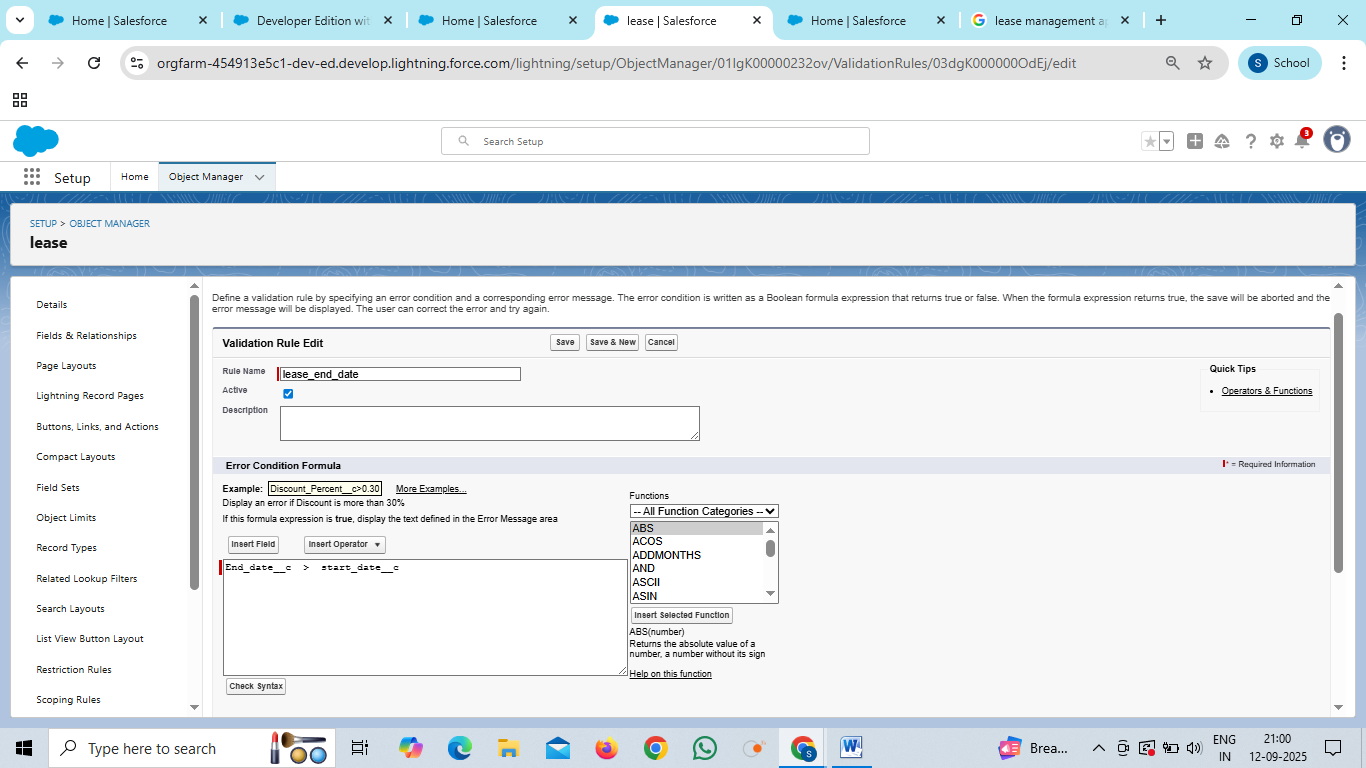 Home | Salesforce
Developer Edition wit
Home | Salesforce
lease | Salesforce
Home | Salesforce
lease management ap
orgfarm-454913e5c1-dev-ed.develop.lightning.force.com/lightning/setup/ObjectManager/01IgK00000232ov/ValidationRules/03dgK000000OdEj/edit
S School
Search Setup
3
Setup
Home
Object Manager
SETUP > OBJECT MANAGER
lease
Details
Fields & Relationships
Page Layouts
Lightning Record Pages
Buttons, Links, and Actions
Compact Layouts
Field Sets
Object Limits
Record Types
Related Lookup Filters
Search Layouts
List View Button Layout
Restriction Rules
Scoping Rules
Define a validation rule by specifying an error condition and a corresponding error message. The error condition is written as a Boolean formula expression that returns true or false. When the formula expression returns true, the save will be aborted and the
error message will be displayed. The user can correct the error and try again.
Validation Rule Edit
Save
Save & New
Cancel
Rule Name
lease_end_date
Active
Description
Quick Tips
• Operators & Functions
Error Condition Formula
= Required Information
Example: Discount_Percent__c>0.30 More Examples...
Display an error if Discount is more than 30%
If this formula expression is true, display the text defined in the Error Message area
Insert Field
Insert Operator
End_date__c > start_date__c
Check Syntax
Functions
-- All Function Categories --
ABS
ACOS
ADDMONTHS
AND
ASCII
ASIN
Insert Selected Function
ABS(number)
Returns the absolute value of a
number, a number without its sign
Help on this function
Type here to search
S
W
Brea...
ENG
IN
21:00
12-09-2025